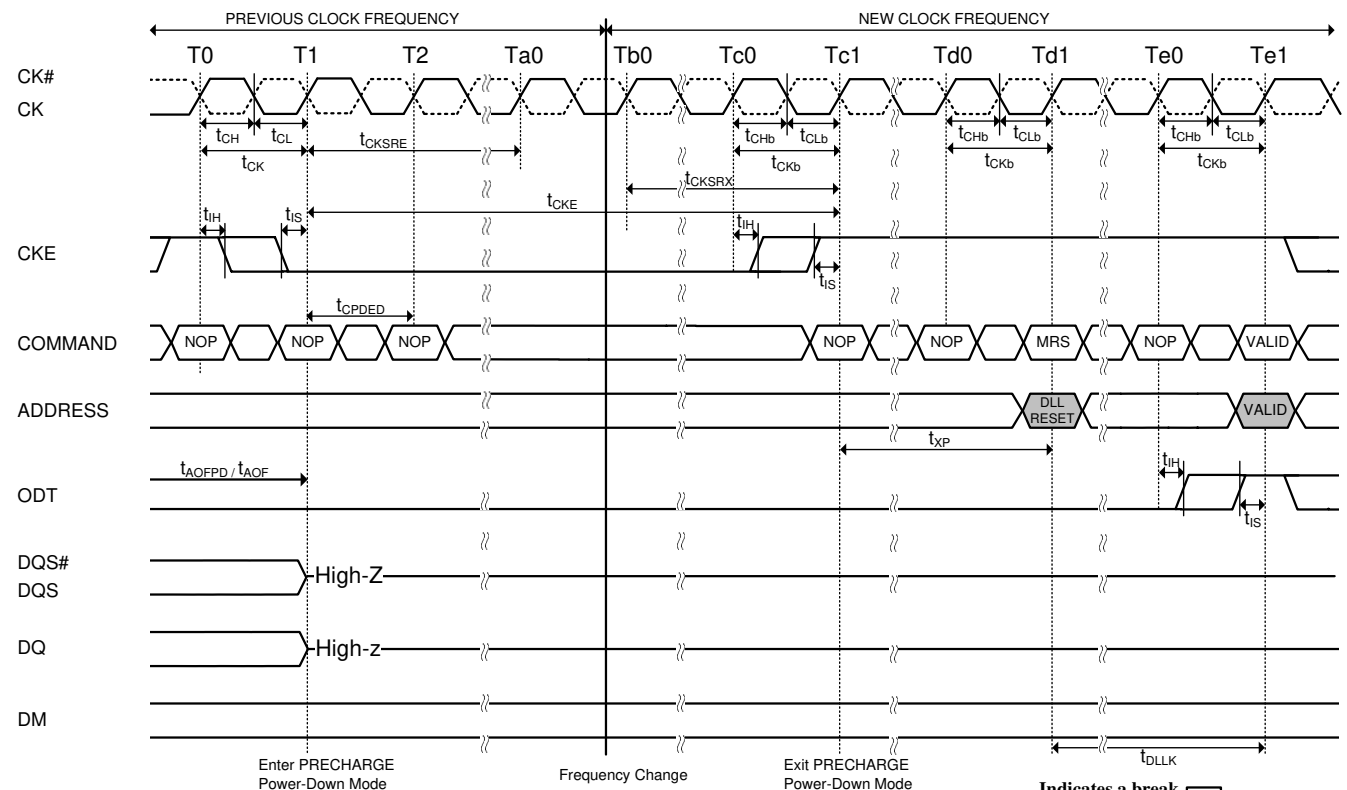 PREVIOUS CLOCK FREQUENCY NEW CLOCK FREQUENCY
T0 T1 T2 Ta0 Tb0 Tc0 Tc1 Td0 Td1 Te0 Te1
CK#
CK
tCH tCL tCKSRE tCHb tCLb tCHb tCLb tCHb tCLb
tCK tCKb tCKb tCKb
tCKSRX
tCKE
tIH tIS tIH
CKE
tIS
tCPDED
COMMAND NOP NOP NOP NOP NOP MRS NOP VALID
ADDRESS DLL RESET VALID
tXP
tAOFPD / tAOF tIH
ODT
tIS
DQS#
DQS High-Z
DQ High-z
DM
tDLLK
Enter PRECHARGE
Power-Down Mode
Frequency Change
Exit PRECHARGE
Power-Down Mode
Indicates a break